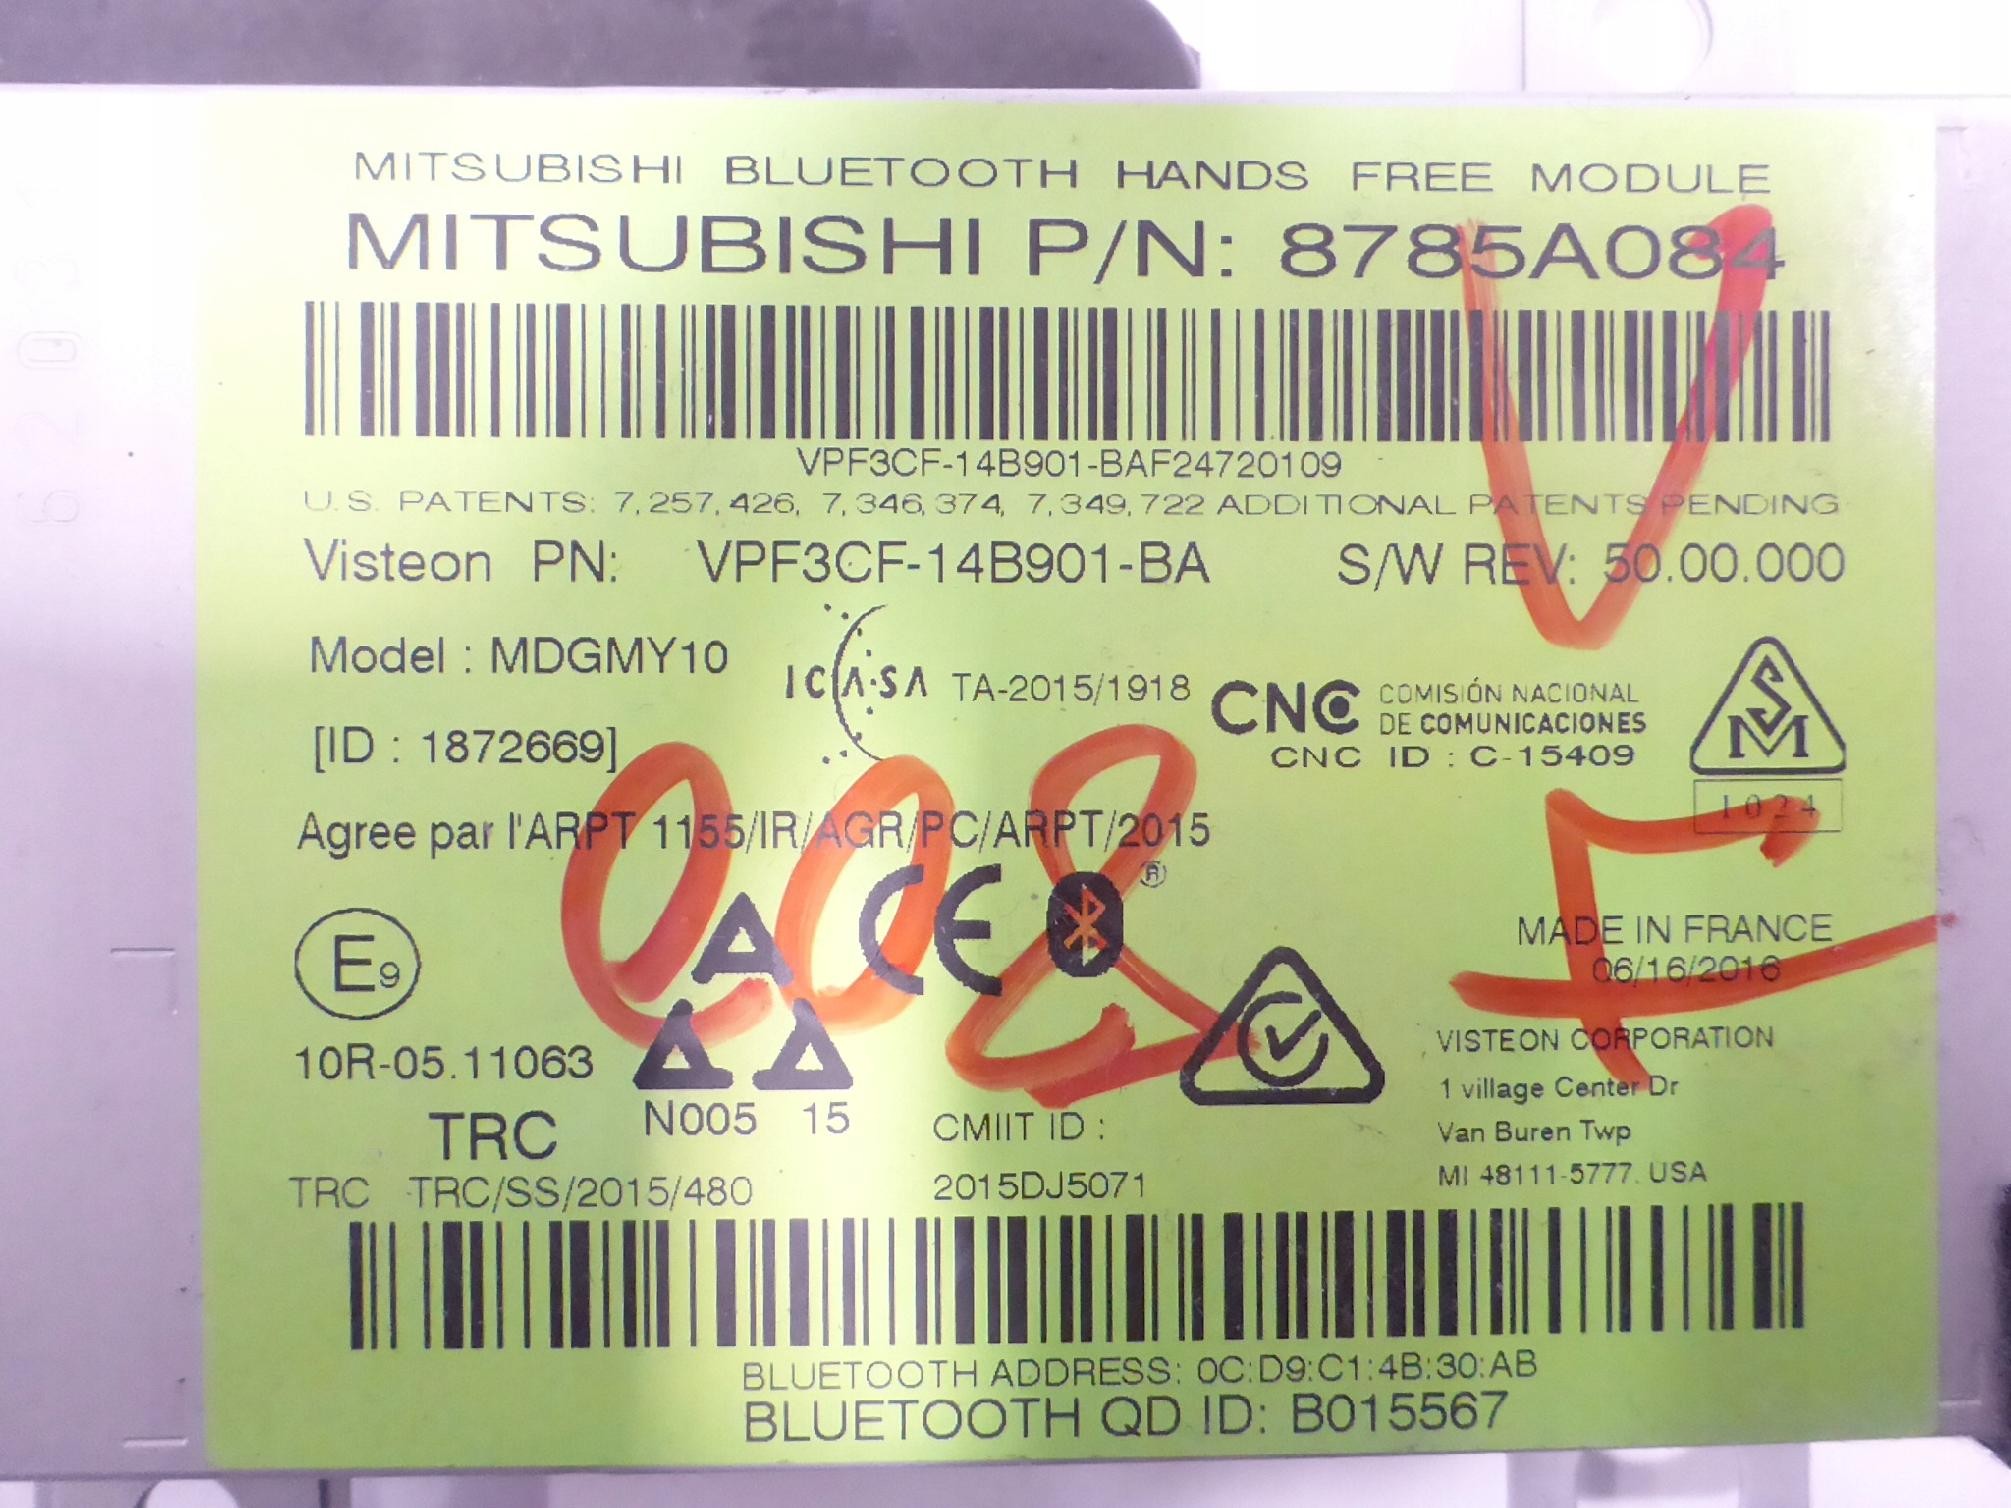 MITSUBISHI BLUETOOTH HANDS FREE MODULE
MITSUBISHI P/N: 8785A084
VPF3CF-14B901-BAF24720109
U.S. PATENTS: 7,257,426, 7,346,374, 7,349,722 ADDITIONAL PATENTS PENDING
Visteon PN: VPF3CF-14B901-BA S/W REV: 50.00.000
Model : MDGMY10
ICASA TA-2015/1918
CNC COMISIÓN NACIONAL
DE COMUNICACIONES
CNC ID : C-15409
SM
1024
[ID : 1872669]
Agree par l'ARPT 1155/IR/AGR/PC/ARPT/2015
008
V
E9
CE
®
MADE IN FRANCE
06/16/2016
10R-05.11063
N005 15
VISTEON CORPORATION
1 village Center Dr
Van Buren Twp
MI 48111-5777. USA
TRC
TRC TRC/SS/2015/480
CMIIT ID :
2015DJ5071
BLUETOOTH ADDRESS: 0C:D9:C1:4B:30:AB
BLUETOOTH QD ID: B015567